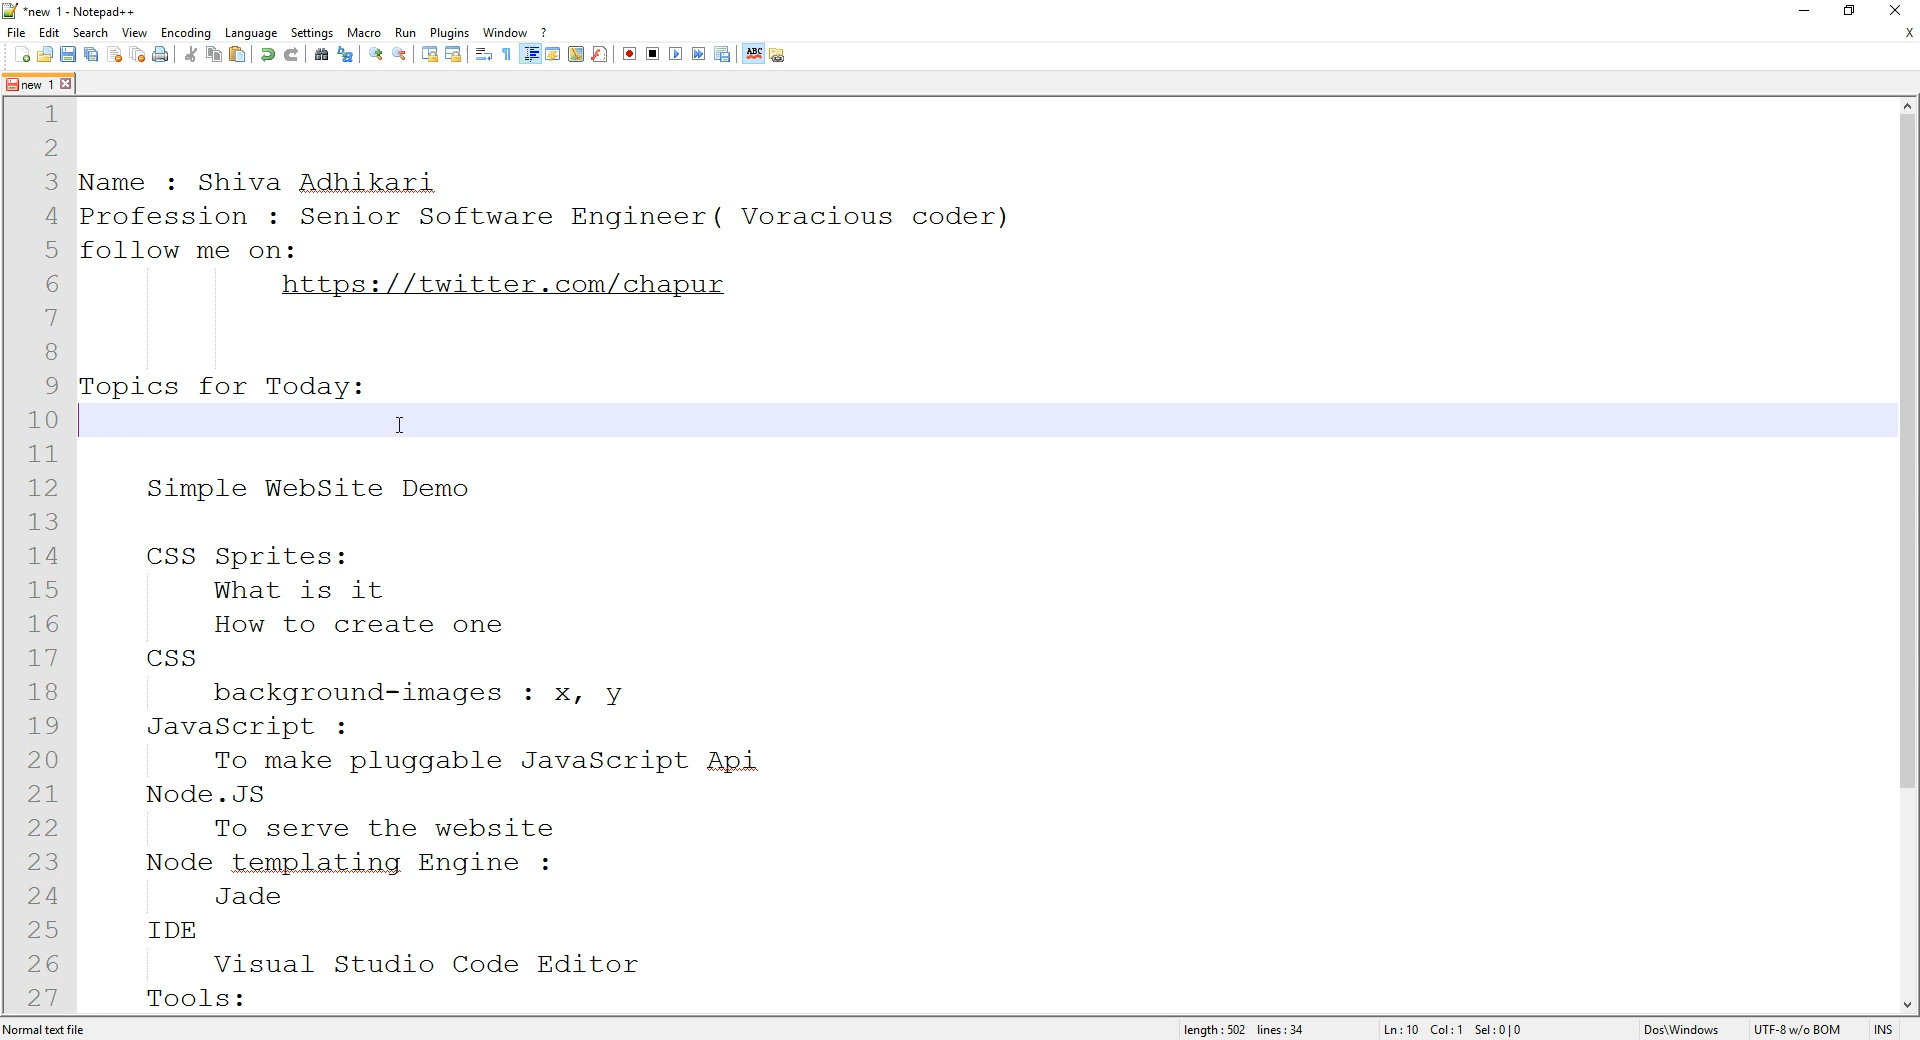 *new 1 - Notepad++
File Edit Search View Encoding Language Settings Macro Run Plugins Window ? X
ABC
new 1
1
2
3 Name : Shiva Adhikari
4 Profession : Senior Software Engineer( Voracious coder)
5 follow me on:
6 https://twitter.com/chapur
7
8
9 Topics for Today:
10
11
12 Simple WebSite Demo
13
14 CSS Sprites:
15 What is it
16 How to create one
17 CSS
18 background-images : x, y
19 JavaScript :
20 To make pluggable JavaScript Api
21 Node.JS
22 To serve the website
23 Node templating Engine :
24 Jade
25 IDE
26 Visual Studio Code Editor
27 Tools:
Normal text file length : 502 lines : 34 Ln : 10 Col : 1 Sel : 0 | 0 Dos\Windows UTF-8 w/o BOM INS